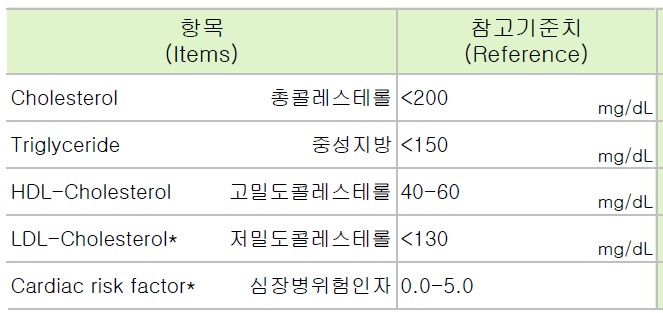 항목 참고기준치
(Items) (Reference)
Cholesterol 총콜레스테롤 <200 mg/dL
Triglyceride 중성지방 <150 mg/dL
HDL-Cholesterol 고밀도콜레스테롤 40-60 mg/dL
LDL-Cholesterol* 저밀도콜레스테롤 <130 mg/dL
Cardiac risk factor* 심장병위험인자 0.0-5.0